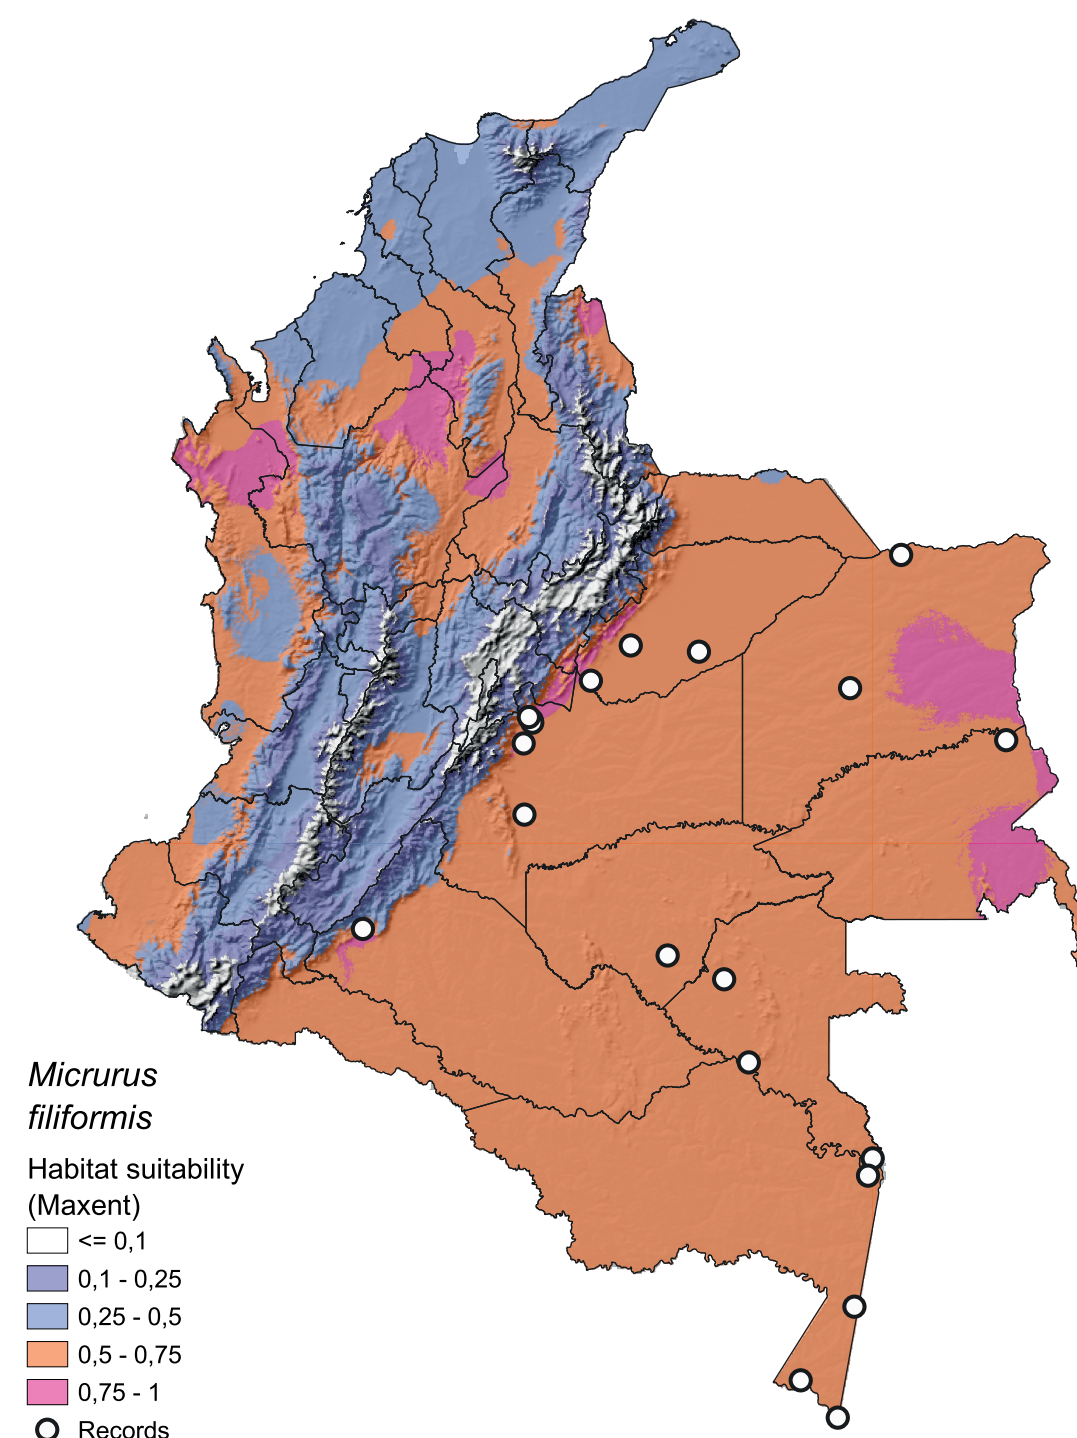 Micrurus
filiformis
Habitat suitability
(Maxent)
<= 0,1
0,1 - 0,25
0,25 - 0,5
0,5 - 0,75
0,75 - 1
Records